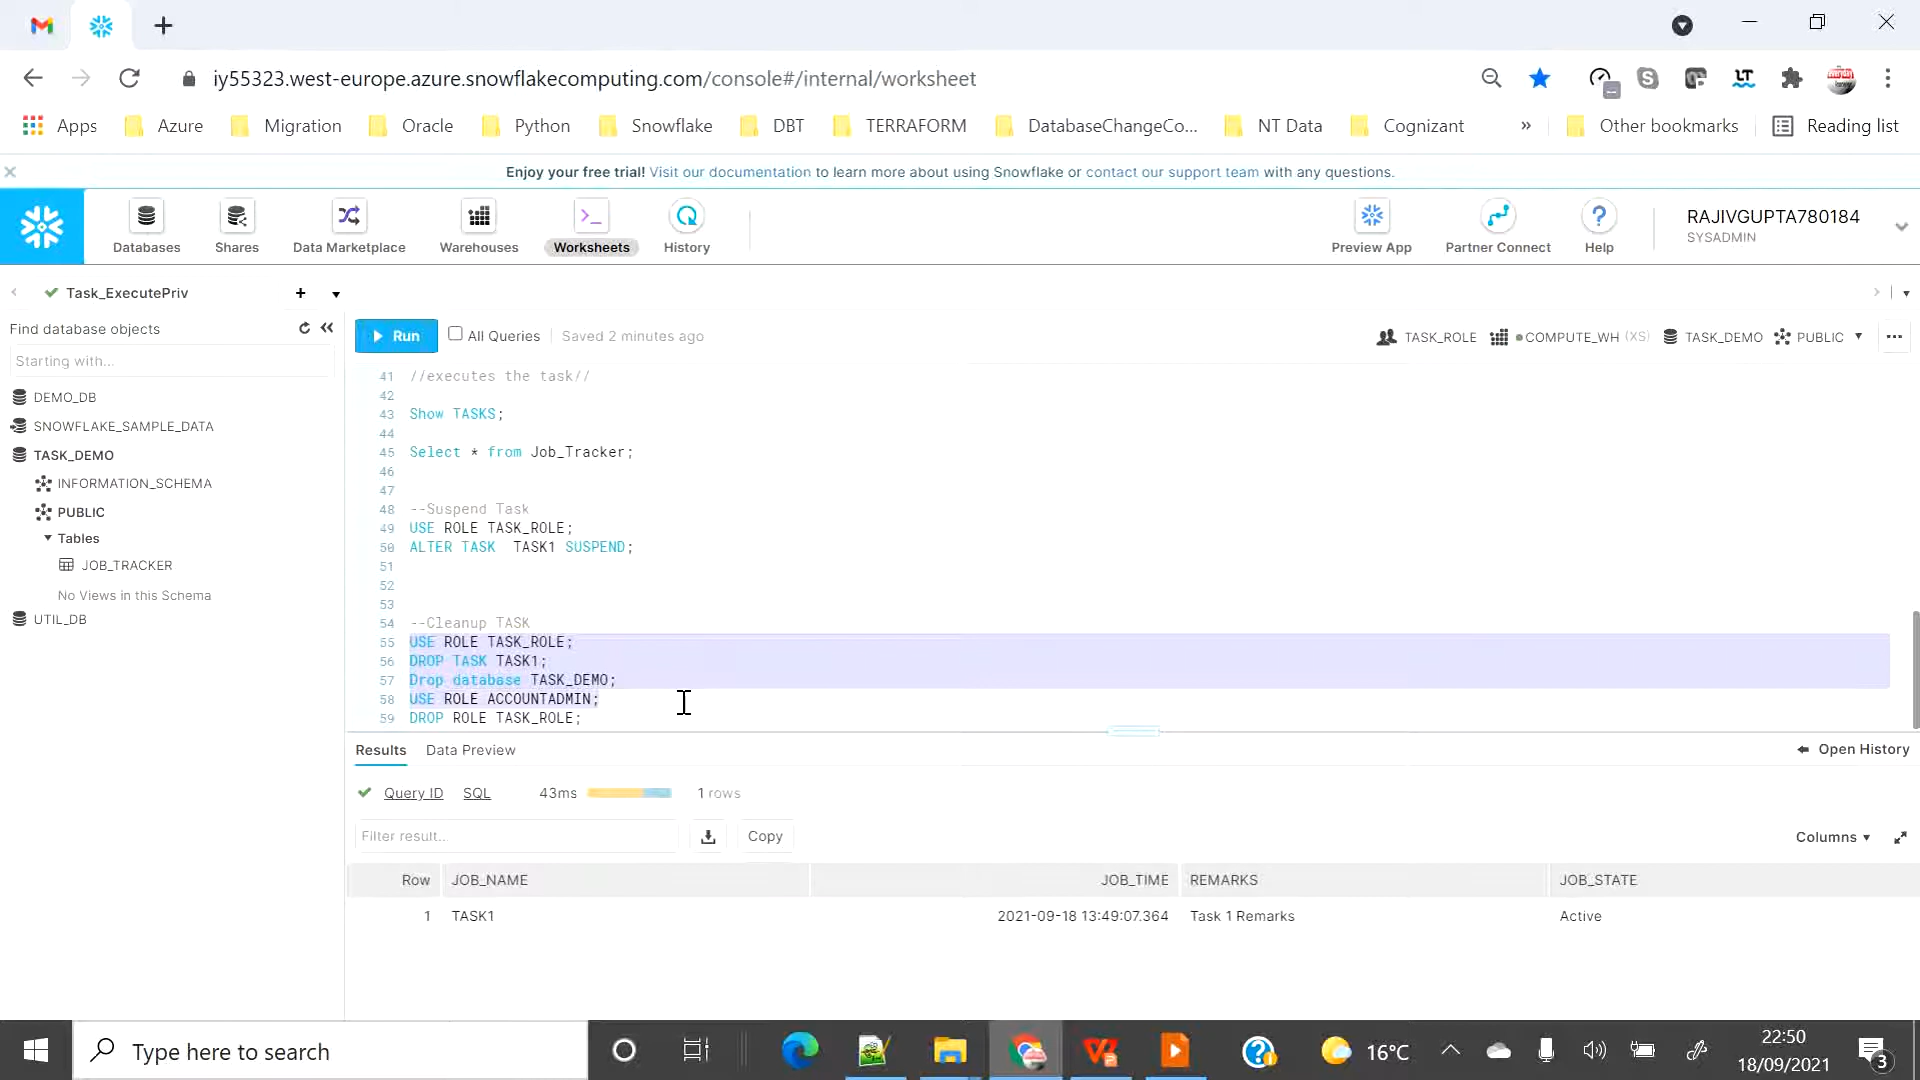 iy55323.west-europe.azure.snowflakecomputing.com/console#/internal/worksheet
Apps Azure Migration Oracle Python Snowflake DBT TERRAFORM DatabaseChangeCo... NT Data Cognizant » Other bookmarks Reading list
Enjoy your free trial! Visit our documentation to learn more about using Snowflake or contact our support team with any questions.
Databases Shares Data Marketplace Warehouses Worksheets History Preview App Partner Connect Help
RAJIVGUPTA780184
SYSADMIN
Task_ExecutePriv
Find database objects
Starting with...
DEMO_DB
SNOWFLAKE_SAMPLE_DATA
TASK_DEMO
INFORMATION_SCHEMA
PUBLIC
Tables
JOB_TRACKER
No Views in this Schema
UTIL_DB
Run All Queries Saved 2 minutes ago TASK_ROLE COMPUTE_WH (XS) TASK_DEMO PUBLIC
41 //executes the task//
42
43 Show TASKS;
44
45 Select * from Job_Tracker;
46
47
48 --Suspend Task
49 USE ROLE TASK_ROLE;
50 ALTER TASK  TASK1 SUSPEND;
51
52
53
54 --Cleanup TASK
55 USE ROLE TASK_ROLE;
56 DROP TASK TASK1;
57 Drop database TASK_DEMO;
58 USE ROLE ACCOUNTADMIN;
59 DROP ROLE TASK_ROLE;
Results Data Preview Open History
Query ID SQL 43ms 1 rows
Filter result... Copy Columns
Row JOB_NAME JOB_TIME REMARKS JOB_STATE
1 TASK1 2021-09-18 13:49:07.364 Task 1 Remarks Active
Type here to search
16°C
22:50
18/09/2021
3